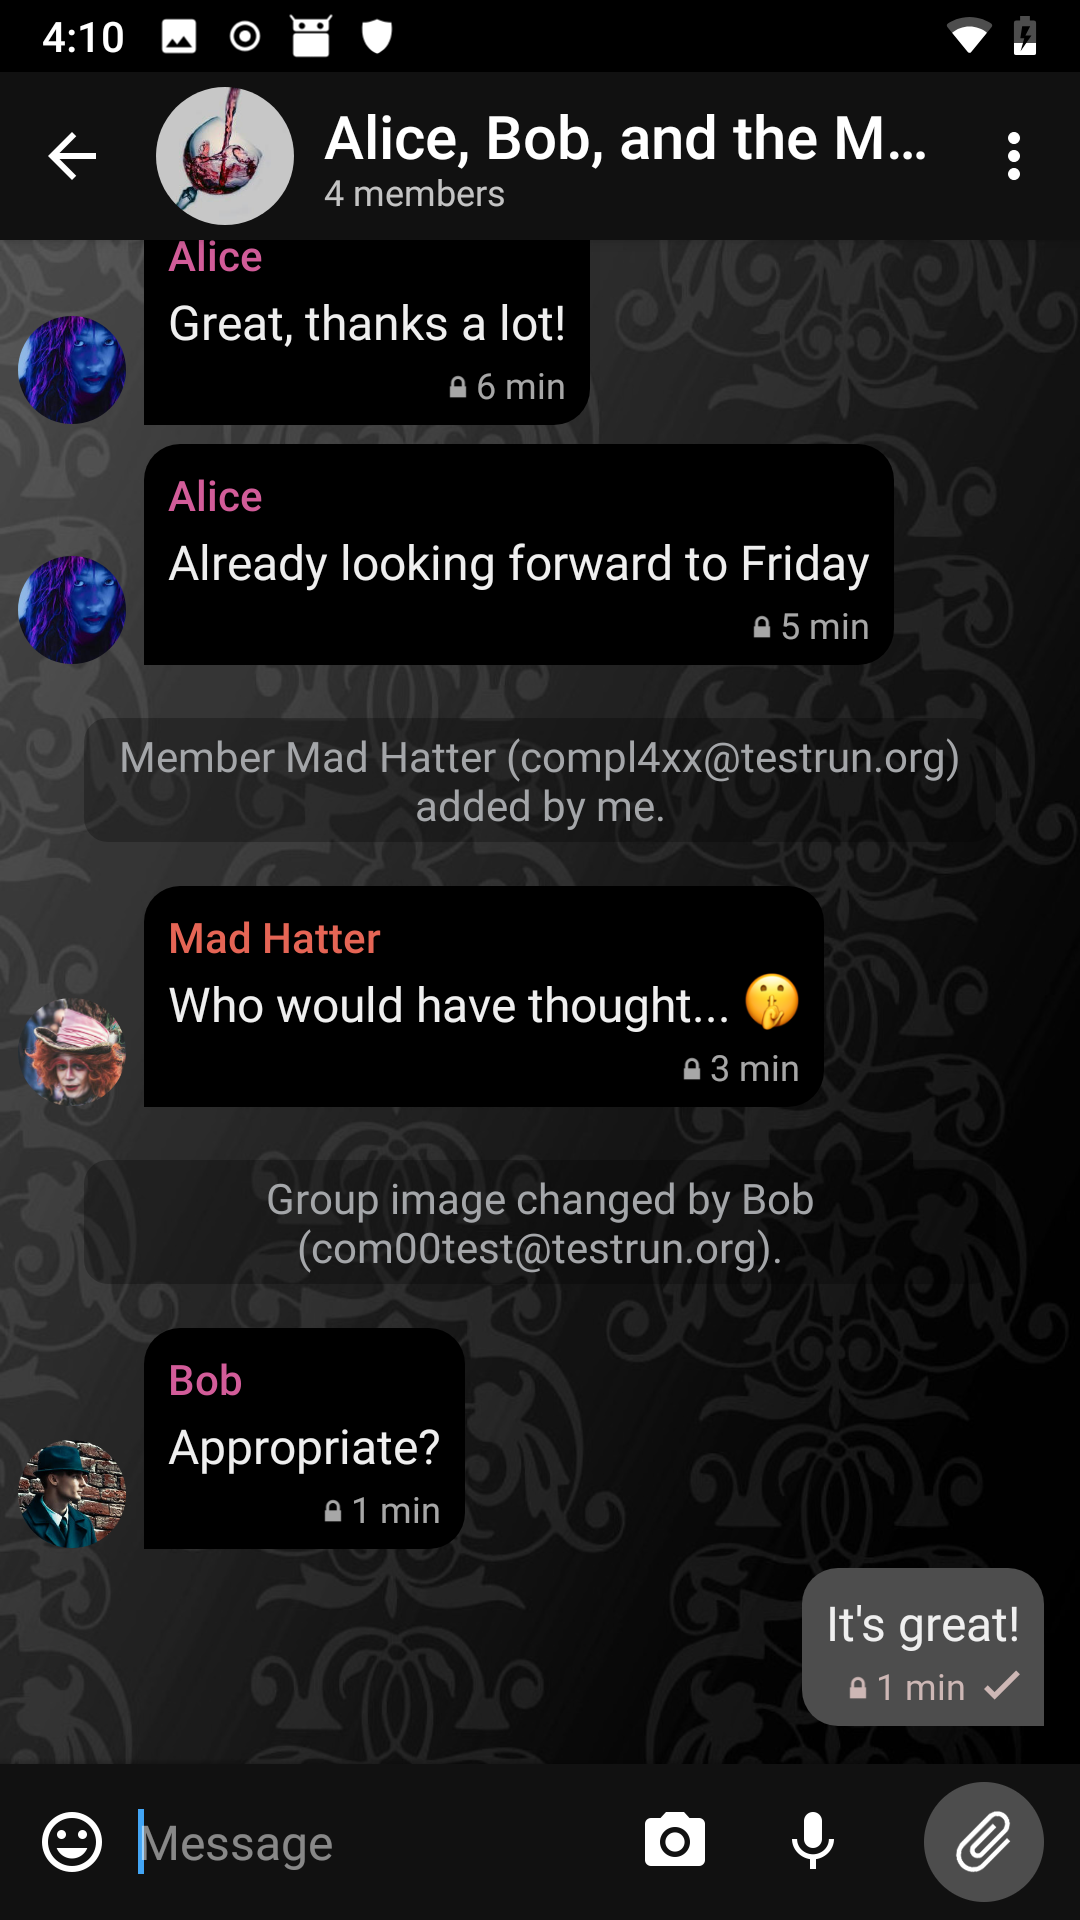 4:10
Alice, Bob, and the M...
4 members
Alice
Great, thanks a lot!
6 min
Alice
Already looking forward to Friday
5 min
Member Mad Hatter (compl4xx@testrun.org)
added by me.
Mad Hatter
Who would have thought... 🤫
3 min
Group image changed by Bob
(com00test@testrun.org).
Bob
Appropriate?
1 min
It's great!
1 min
Message